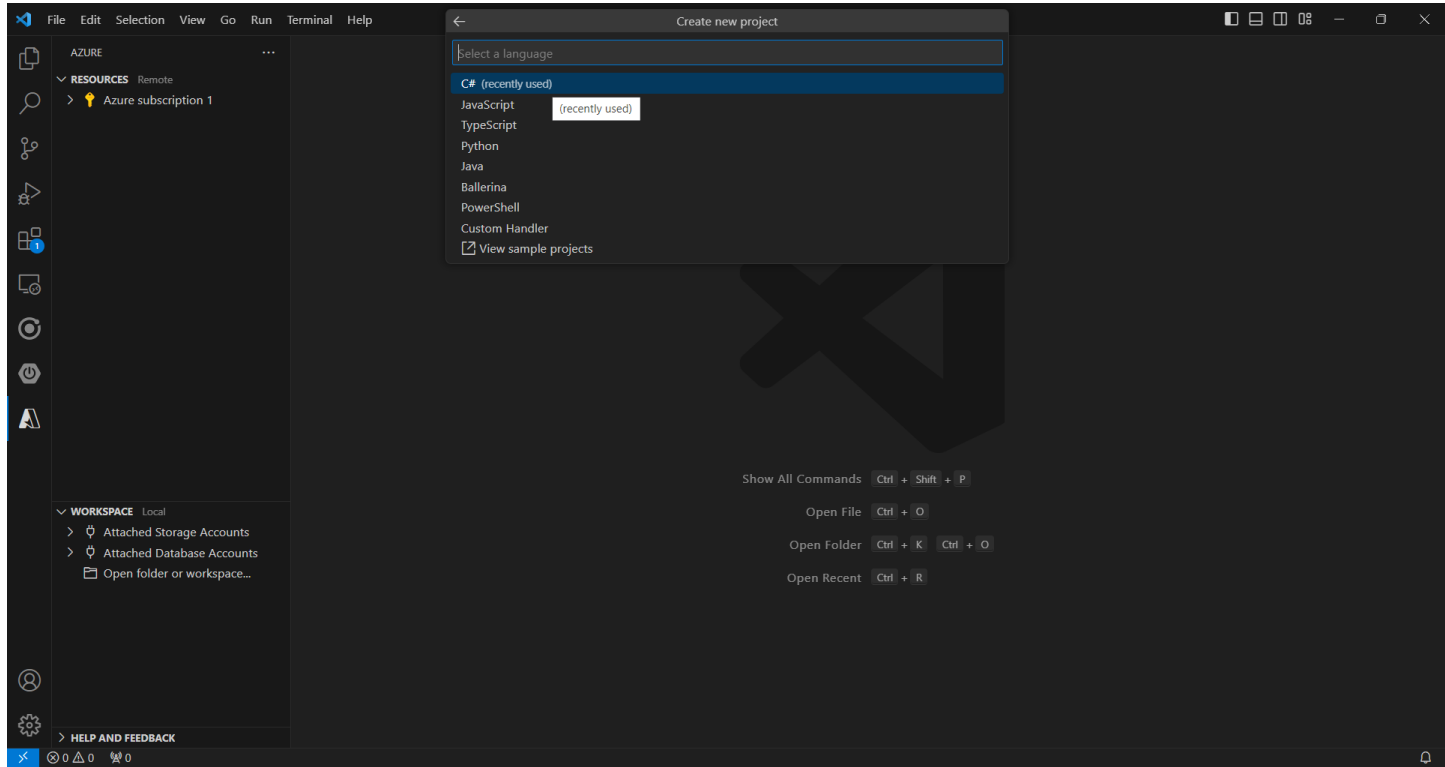 File Edit Selection View Go Run Terminal Help
Create new project
Select a language
C# (recently used)
JavaScript
(recently used)
TypeScript
Python
Java
Ballerina
PowerShell
Custom Handler
View sample projects
AZURE
RESOURCES Remote
Azure subscription 1
1
Show All Commands Ctrl + Shift + P
Open File Ctrl + O
Open Folder Ctrl + K Ctrl + O
Open Recent Ctrl + R
WORKSPACE Local
Attached Storage Accounts
Attached Database Accounts
Open folder or workspace...
HELP AND FEEDBACK
0 0 0